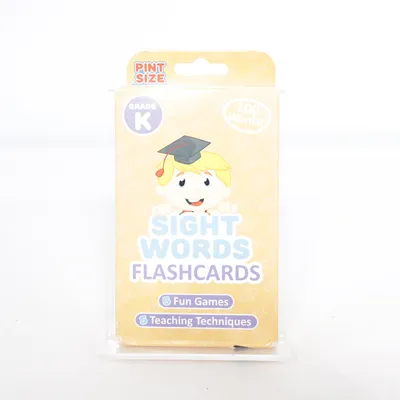 PINT
SIZE
GRADE
K
SIGHT
WORDS
FLASHCARDS
Fun Games
Teaching Techniques